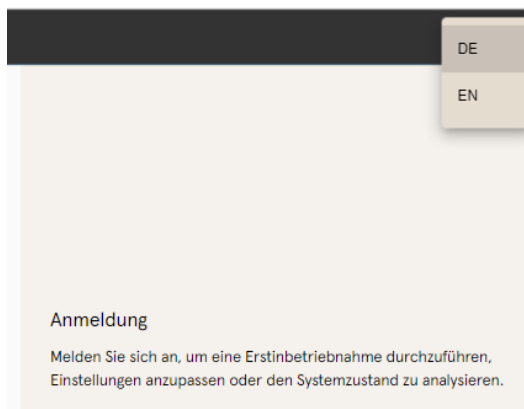 DE
EN
Anmeldung
Melden Sie sich an, um eine Erstinbetriebnahme durchzuführen,
Einstellungen anzupassen oder den Systemzustand zu analysieren.